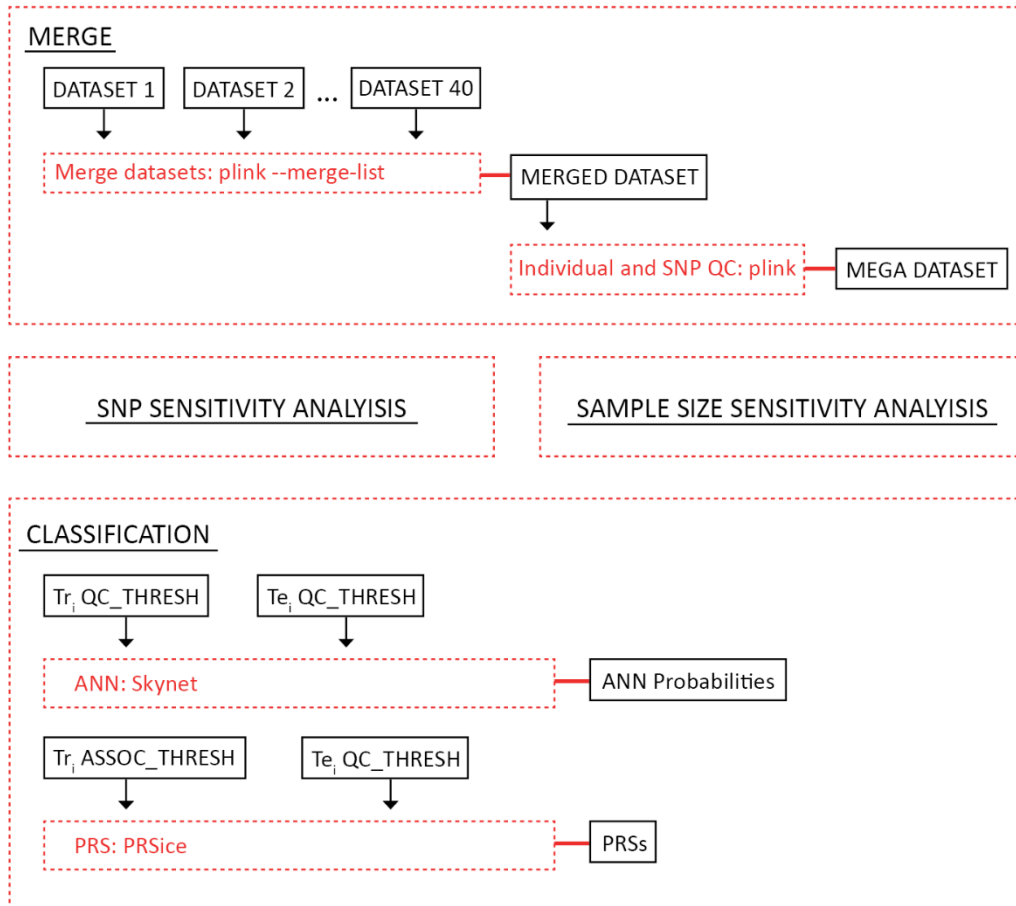 MERGE
DATASET 1
DATASET 2
...
DATASET 40
Merge datasets: plink --merge-list
MERGED DATASET
Individual and SNP QC: plink
MEGA DATASET
SNP SENSITIVITY ANALYISIS
SAMPLE SIZE SENSITIVITY ANALYISIS
CLASSIFICATION
Tri QC_THRESH
Tei QC_THRESH
ANN: Skynet
ANN Probabilities
Tri ASSOC_THRESH
Tei QC_THRESH
PRS: PRSice
PRSs